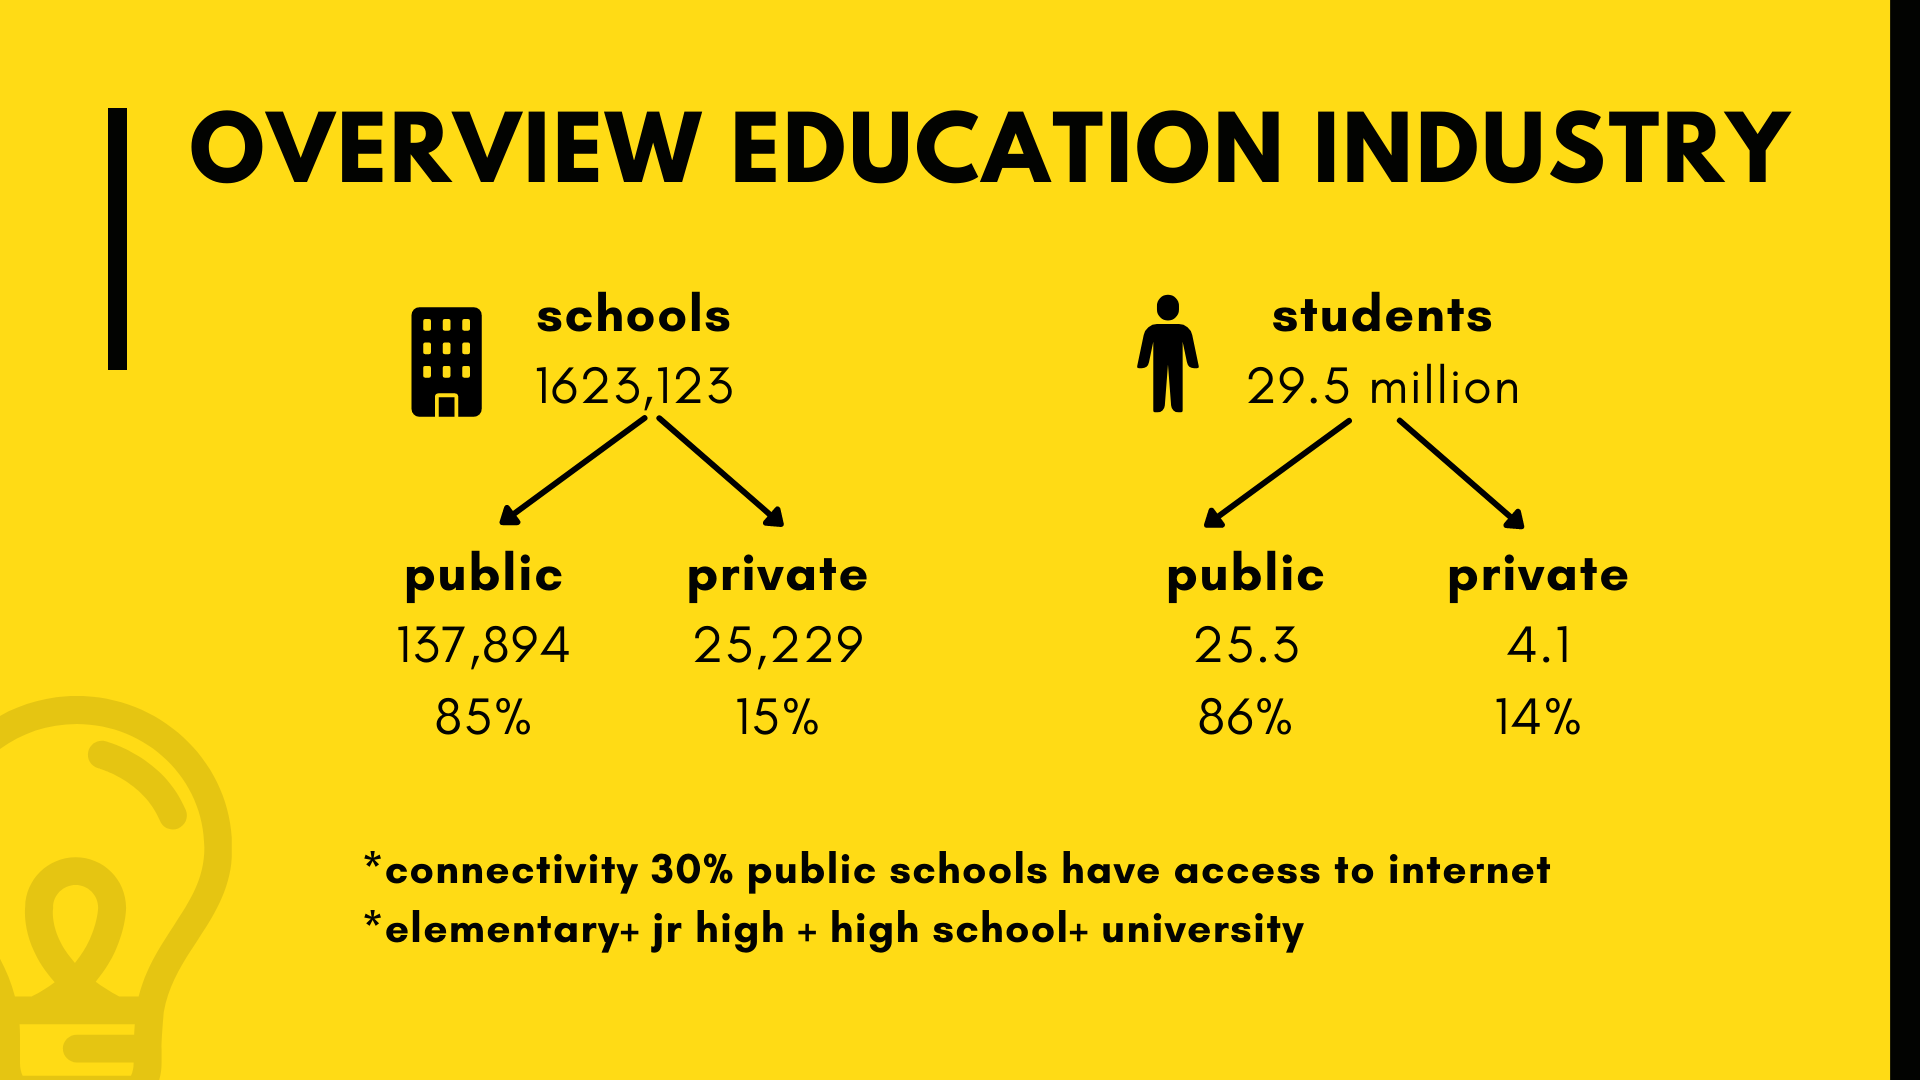 OVERVIEW EDUCATION INDUSTRY
schools
1623,123
public
137,894
85%
private
25,229
15%
students
29.5 million
public
25.3
86%
private
4.1
14%
*connectivity 30% public schools have access to internet
*elementary+ jr high + high school+ university